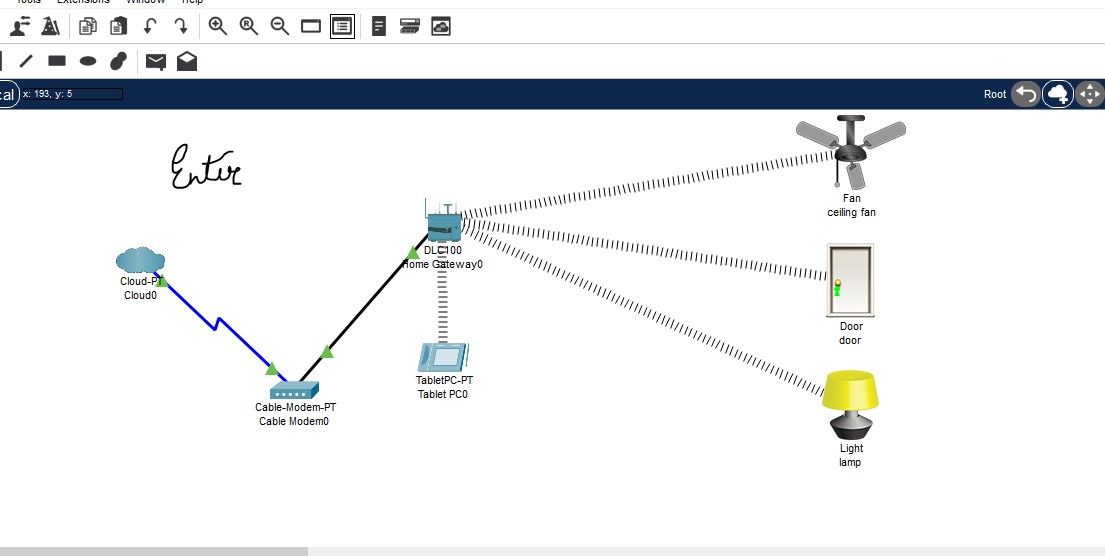 Tools Extensions Window Help
cal x: 193, y: 5 Root
Enter
Fan
ceiling fan
DLC100
Home Gateway0
Cloud-PT
Cloud0
Door
door
TabletPC-PT
Tablet PC0
Cable-Modem-PT
Cable Modem0
Light
lamp